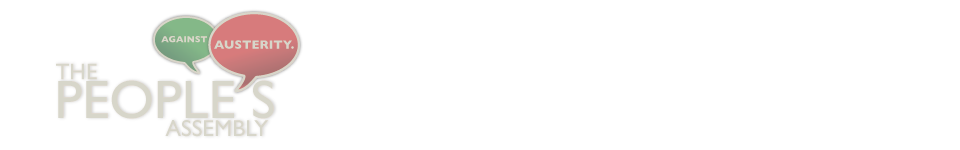 AGAINST
AUSTERITY.
THE
PEOPLE'S
ASSEMBLY